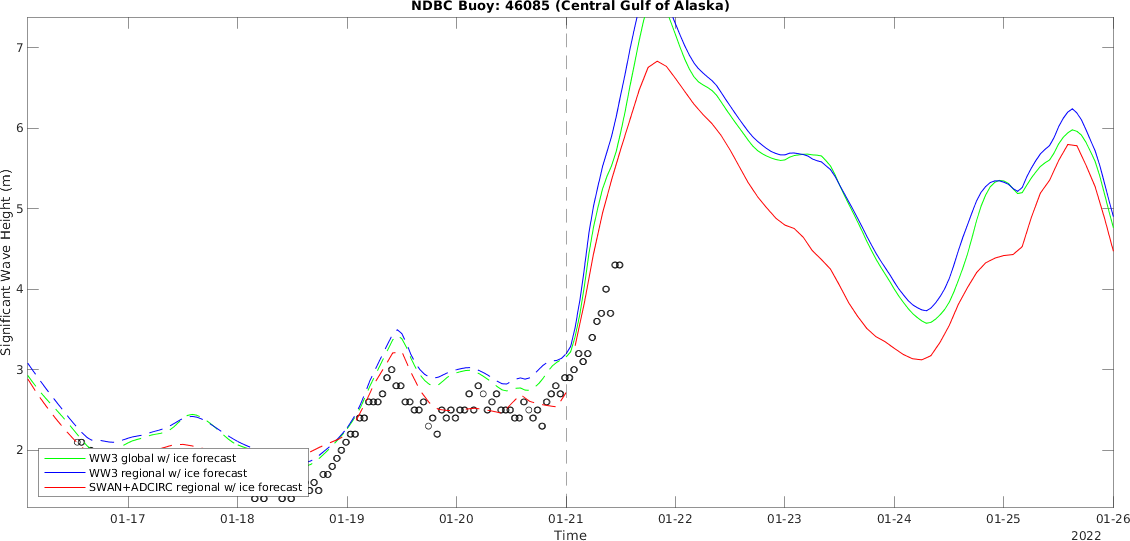 NDBC Buoy: 46085 (Central Gulf of Alaska)
7
6
5
4
3
2
Significant Wave Height (m)
WW3 global w/ ice forecast
WW3 regional w/ ice forecast
SWAN+ADCIRC regional w/ ice forecast
01-17 01-18 01-19 01-20 01-21 01-22 01-23 01-24 01-25 01-26
Time
2022